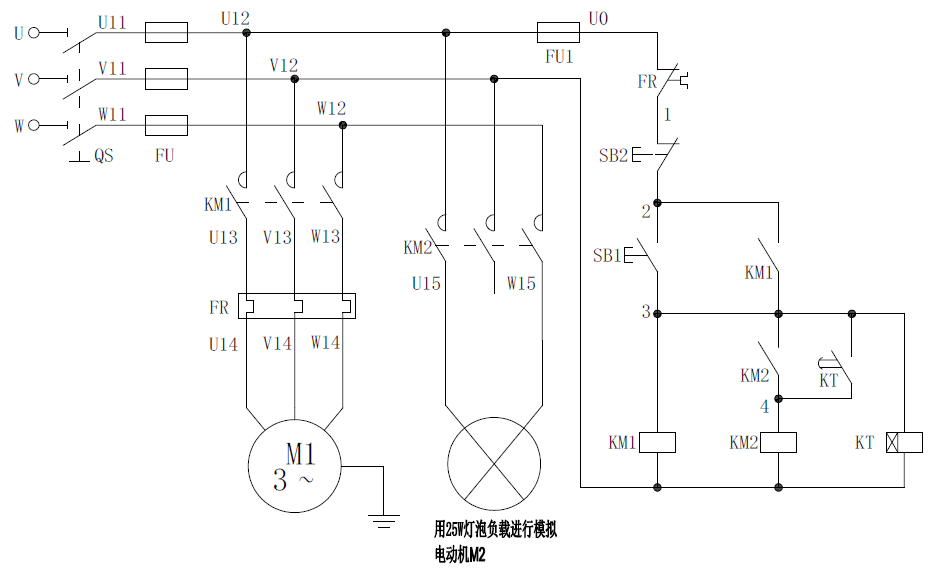 U U11 U12 U0
FU1
V V11 V12
FR
W W11 W12
1
QS FU
SB2
KM1
2
U13 V13 W13
KM2
SB1 KM1
U15 W15
FR
3
U14 V14 W14
KM2 KT
4
M1
3 ~
KM1 KM2 KT
用25W灯泡负载进行模拟
电动机M2